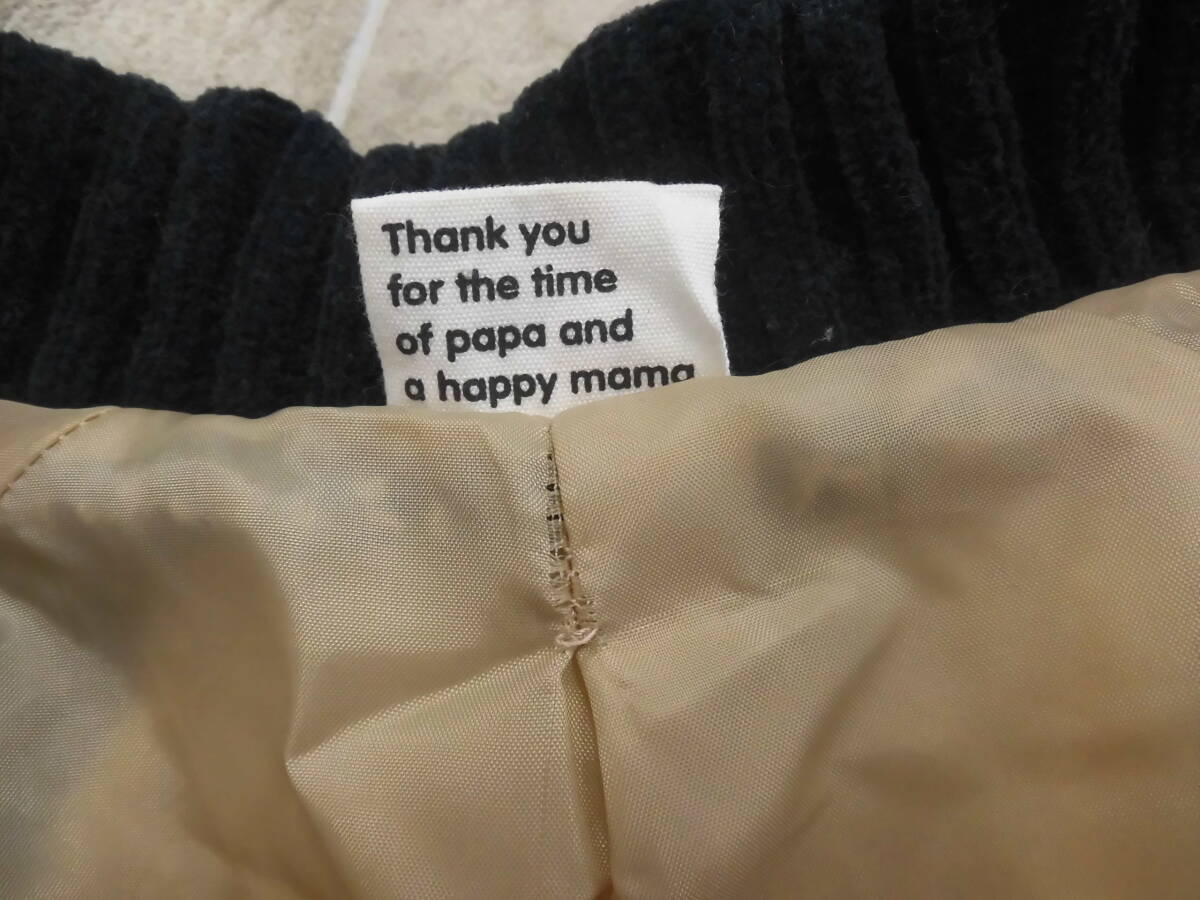 Thank you
for the time
of papa and
a happy mama